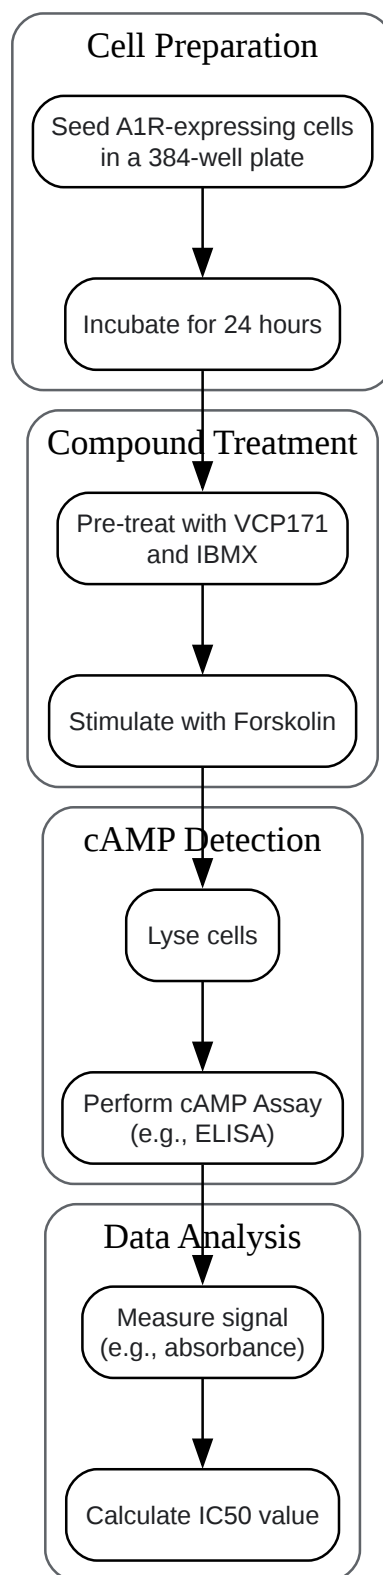 Cell Preparation
Seed A1R-expressing cells
in a 384-well plate
Incubate for 24 hours
Compound Treatment
Pre-treat with VCP171
and IBMX
Stimulate with Forskolin
cAMP Detection
Lyse cells
Perform cAMP Assay
(e.g., ELISA)
Data Analysis
Measure signal
(e.g., absorbance)
Calculate IC50 value